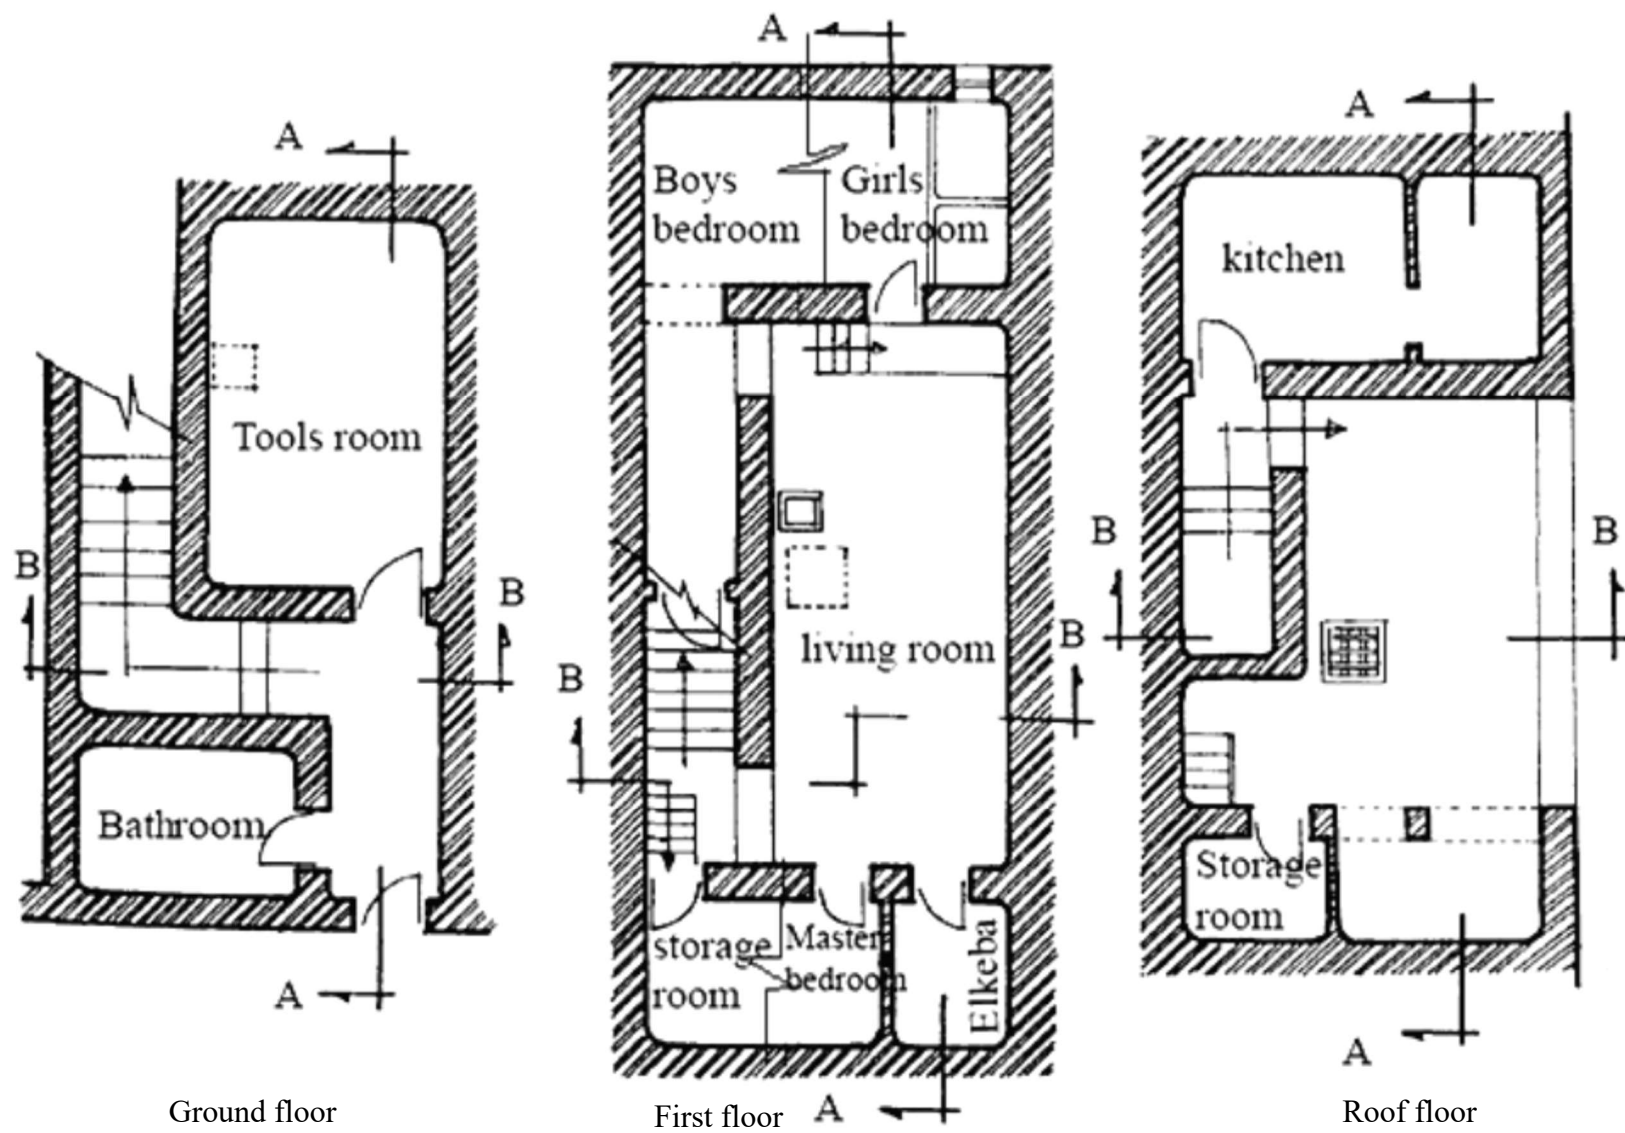 A
Tools room
B
B
Bathroom
A
Ground floor
A
Boys
bedroom
Girls
bedroom
living room
B
B
storage
room
Master
bedroom
Elkeba
A
First floor
A
kitchen
B
B
Storage
room
A
Roof floor